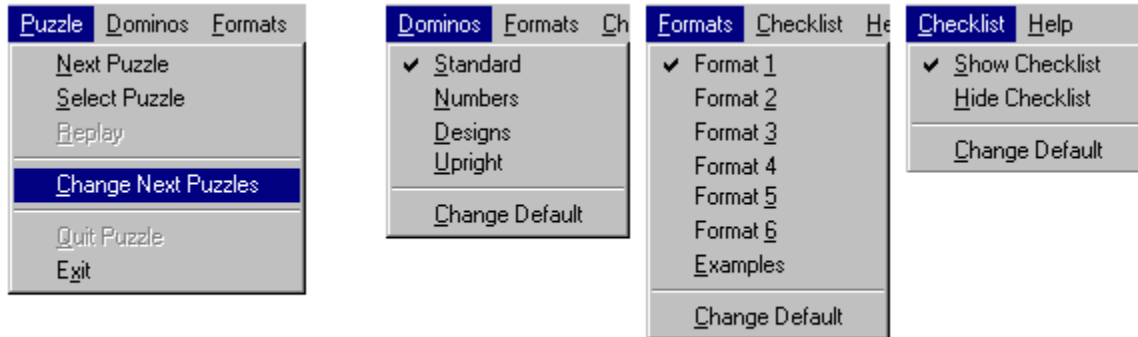 Puzzle Dominos Formats
Next Puzzle
Select Puzzle
Replay
Change Next Puzzles
Quit Puzzle
Exit
Dominos Formats Ch
Standard
Numbers
Designs
Upright
Change Default
Formats Checklist He
Format 1
Format 2
Format 3
Format 4
Format 5
Format 6
Examples
Change Default
Checklist Help
Show Checklist
Hide Checklist
Change Default